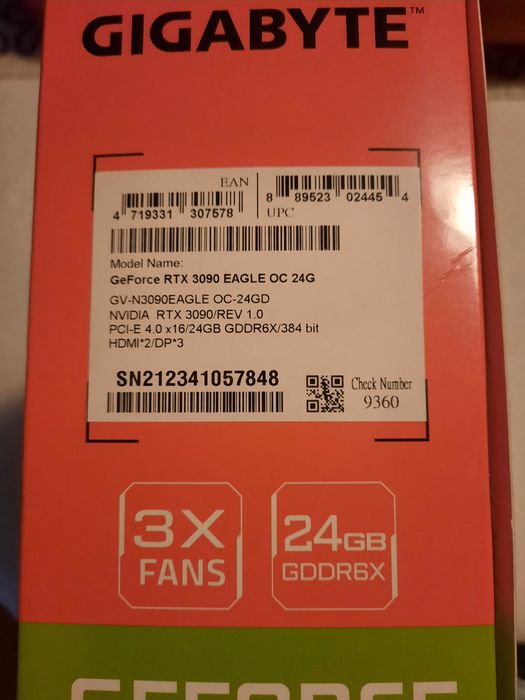 GIGABYTE™
EAN
4 719331 307578
8 89523 02445 4
UPC
Model Name:
GeForce RTX 3090 EAGLE OC 24G
GV-N3090EAGLE OC-24GD
NVIDIA RTX 3090/REV 1.0
PCI-E 4.0 x16/24GB GDDR6X/384 bit
HDMI*2/DP*3
SN212341057848
Check Number
9360
3X
FANS
24GB
GDDR6X
GEFORCE